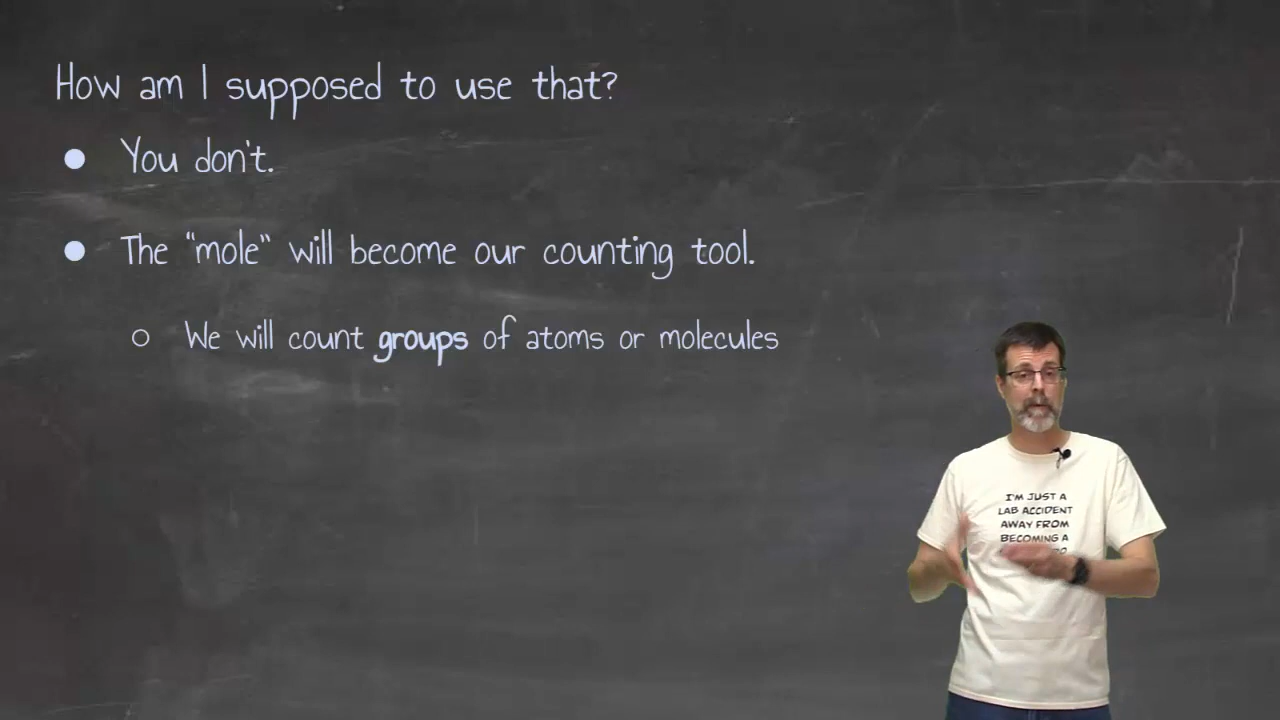 How am I supposed to use that?
● You don't.
● The "mole" will become our counting tool.
○ We will count groups of atoms or molecules
I'M JUST A
LAB ACCIDENT
AWAY FROM
BECOMING A